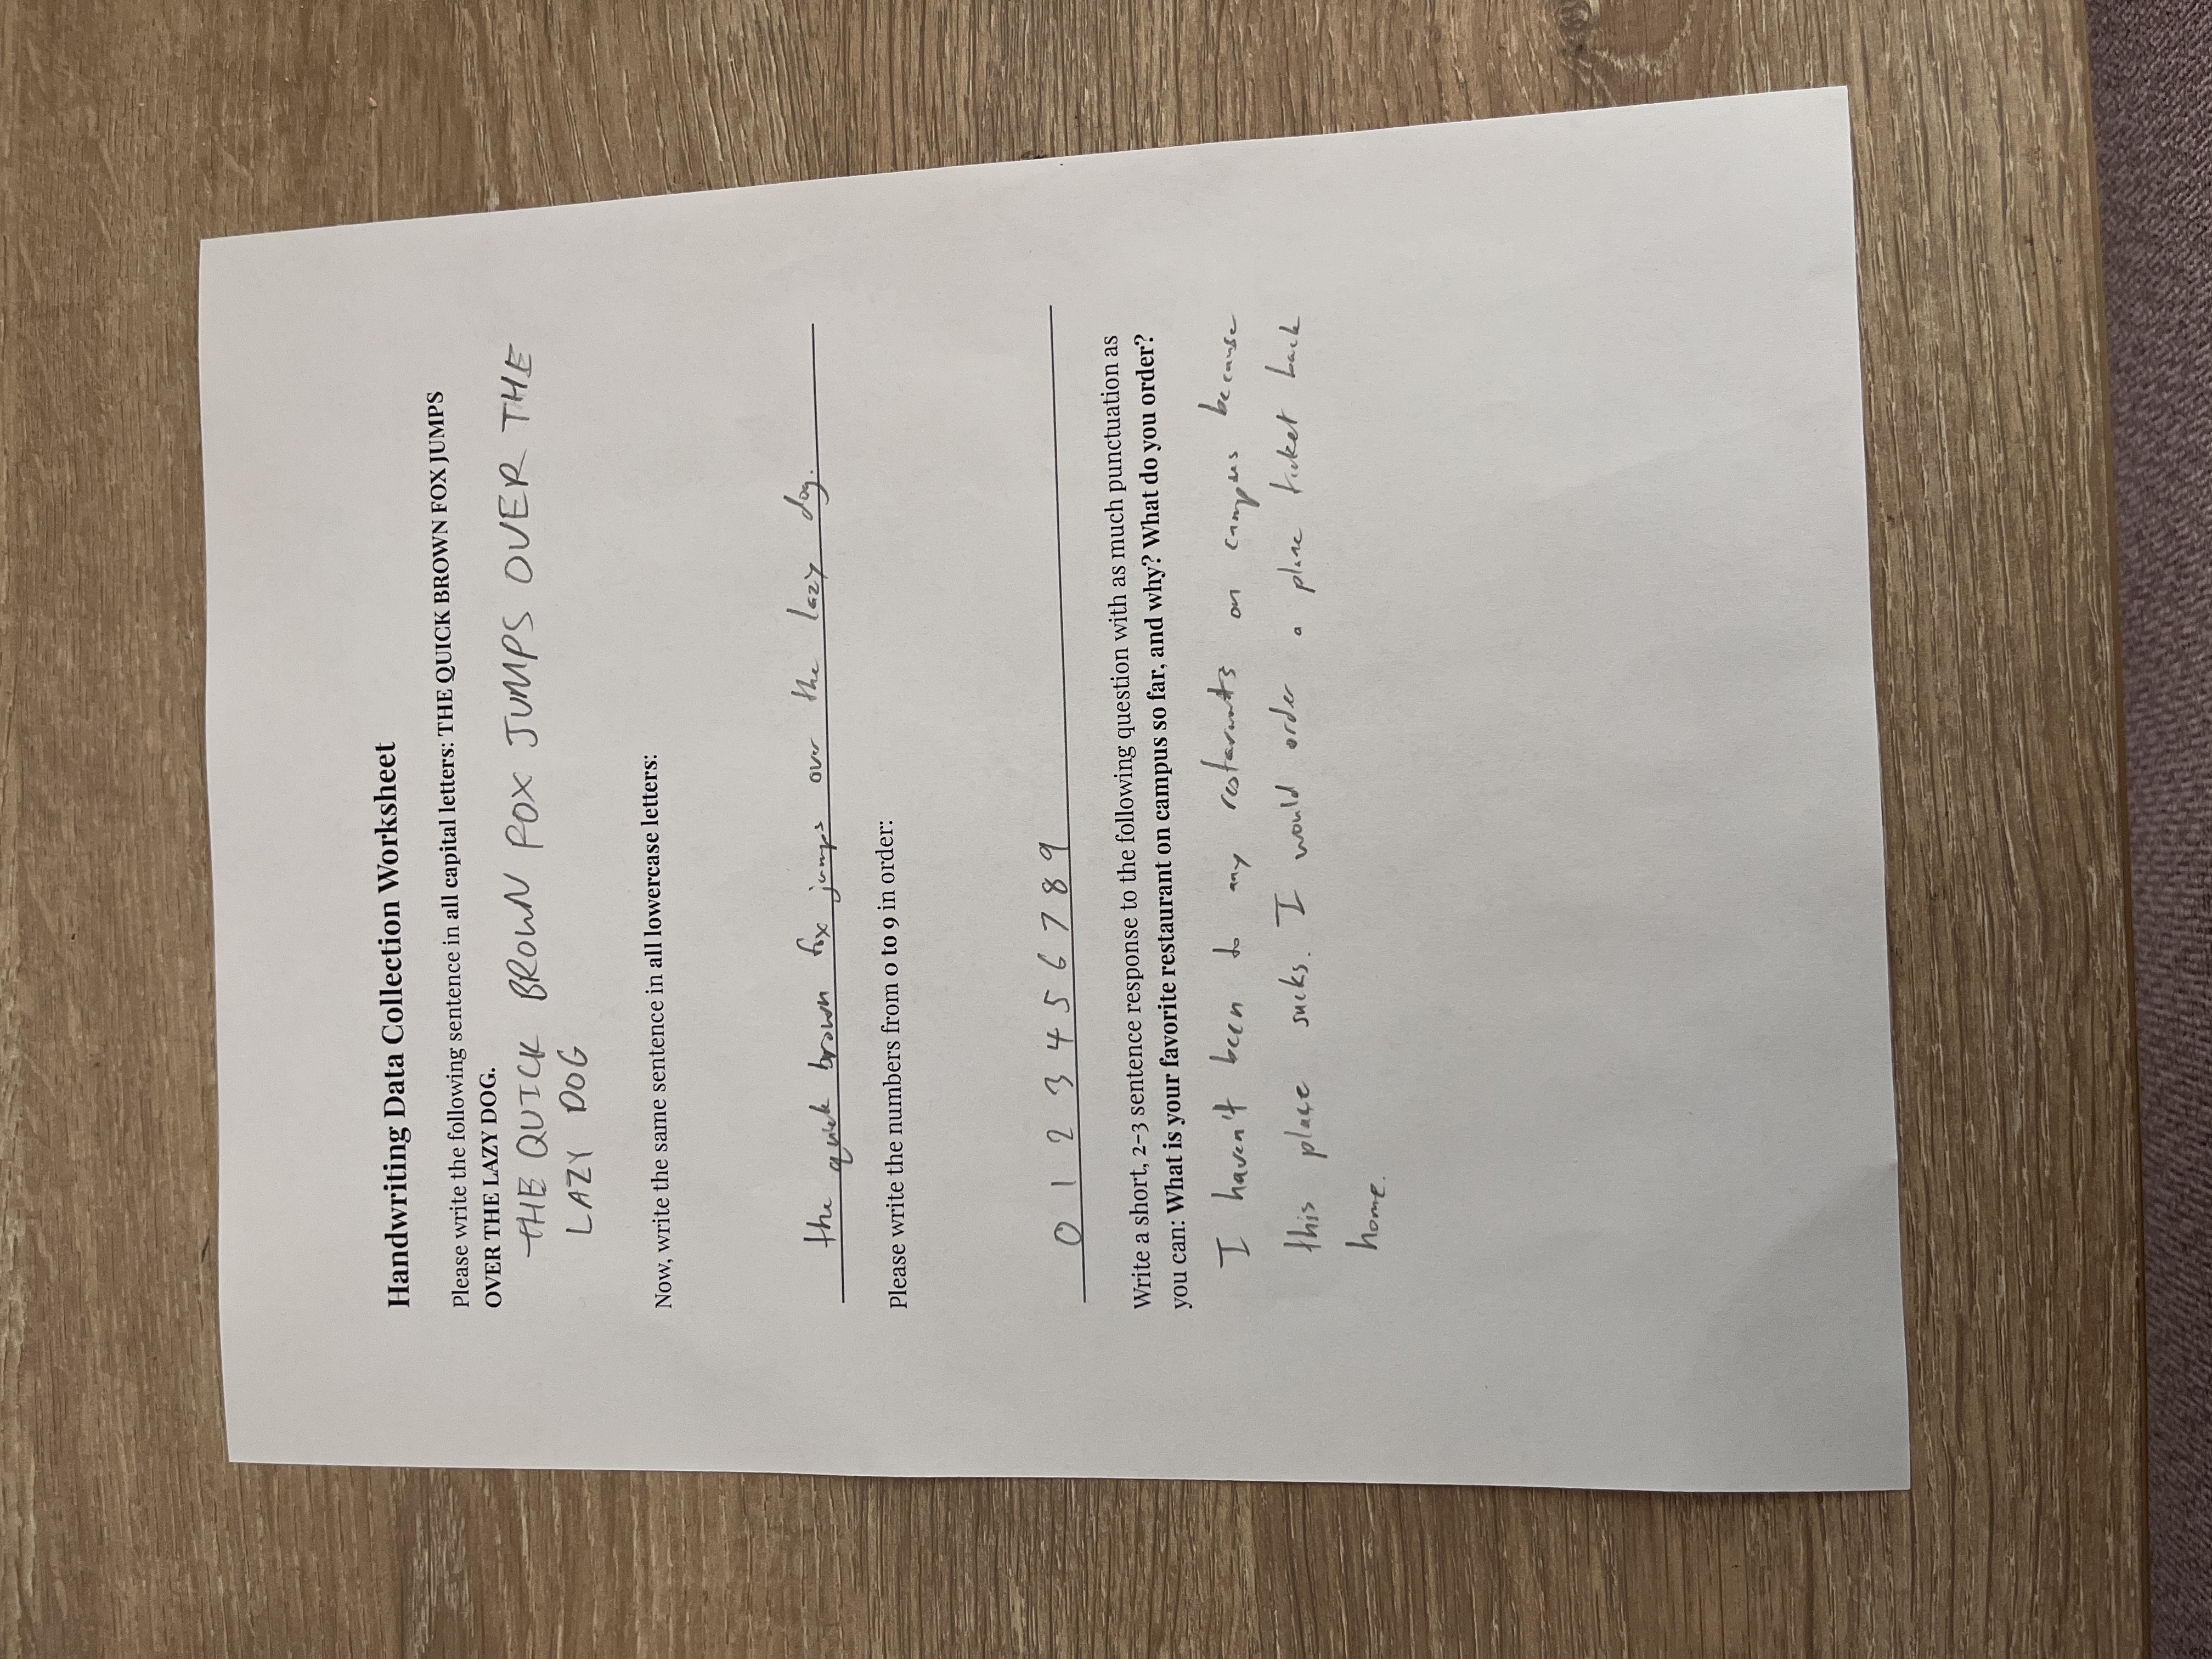 Handwriting Data Collection Worksheet
Please write the following sentence in all capital letters: THE QUICK BROWN FOX JUMPS
OVER THE LAZY DOG.
THE QUICK BROWN FOX JUMPS OVER THE
LAZY DOG
Now, write the same sentence in all lowercase letters:
the quick brown fox jumps over the lazy dog.
Please write the numbers from 0 to 9 in order:
0 1 2 3 4 5 6 7 8 9
Write a short, 2-3 sentence response to the following question with as much punctuation as
you can: What is your favorite restaurant on campus so far, and why? What do you order?
I haven't been to any restaraunts on campus because
this place sucks. I would order a plane ticket back
home.